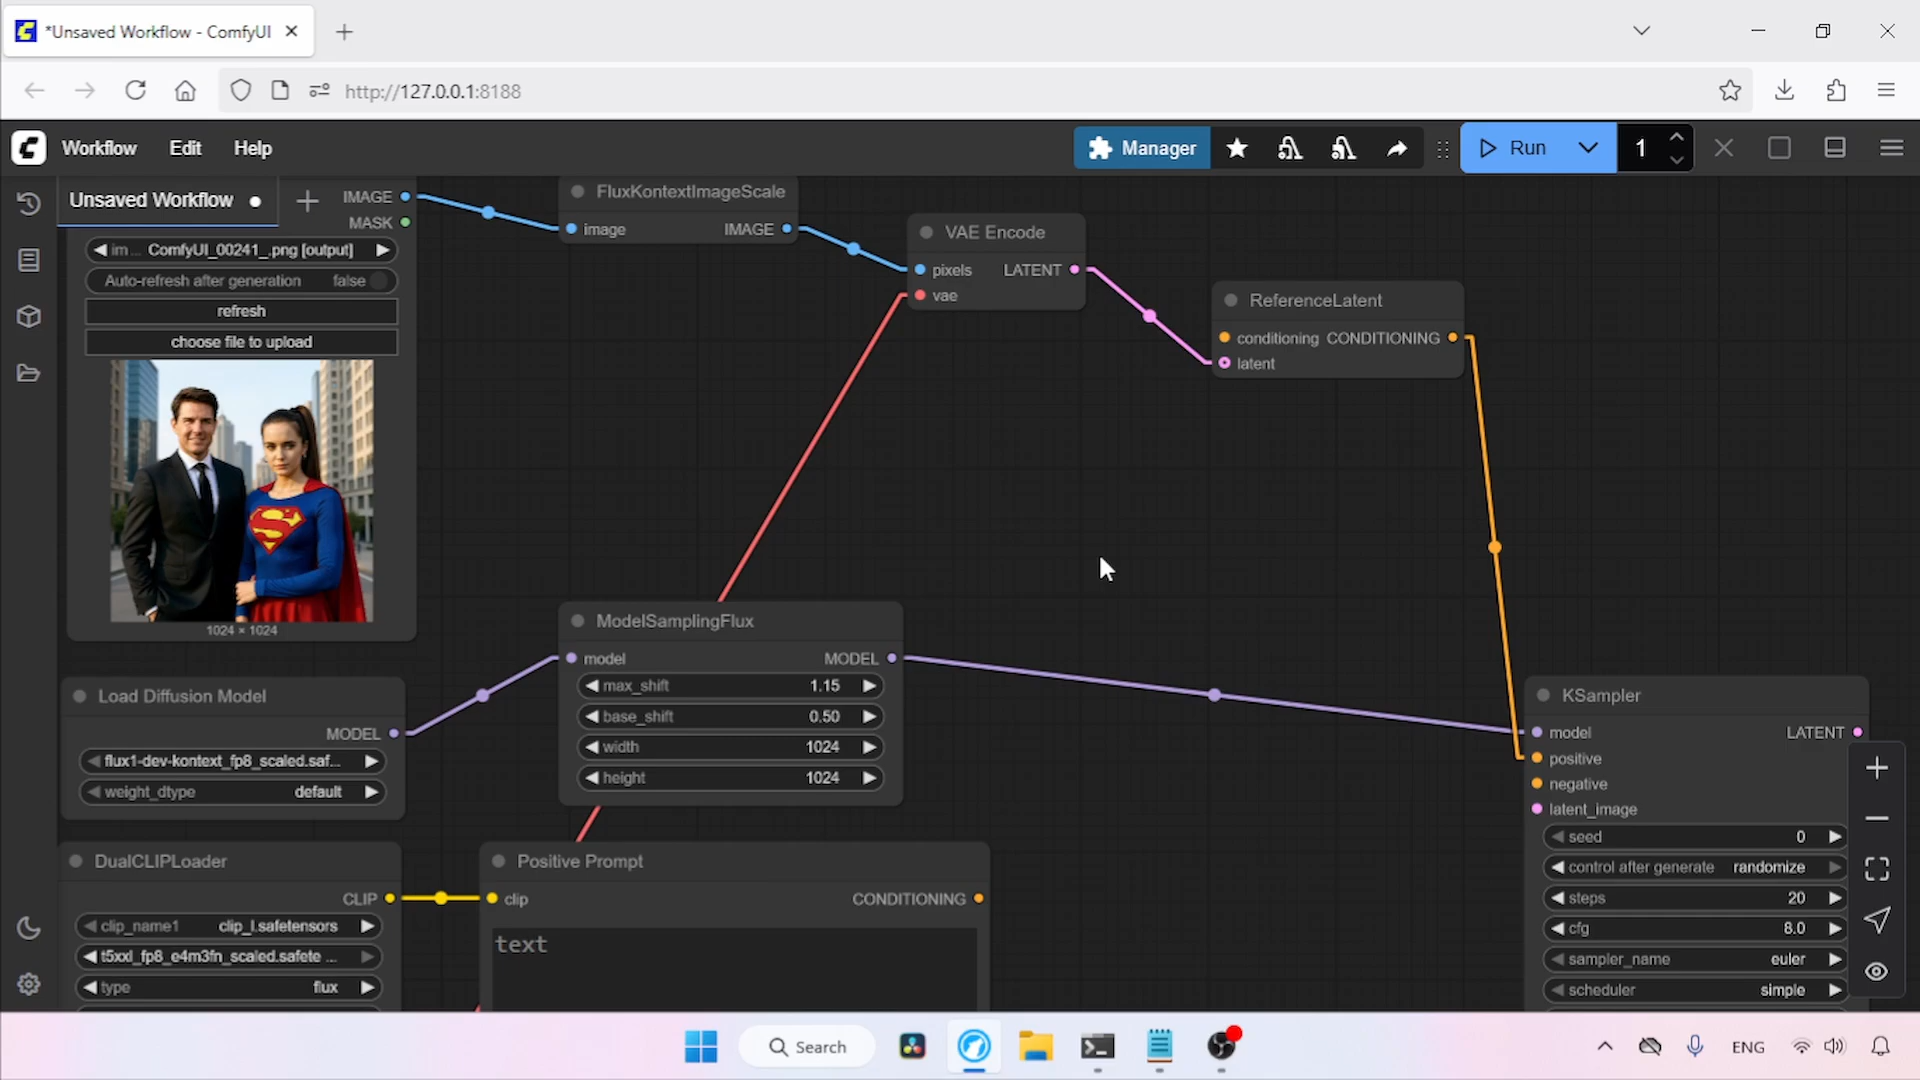 *Unsaved Workflow - ComfyUI
http://127.0.0.1:8188
Workflow Edit Help
Manager
Run
1
Unsaved Workflow
IMAGE
MASK
im ... ComfyUI_00241_.png [output]
Auto-refresh after generation false
refresh
choose file to upload
1024 × 1024
FluxKontextImageScale
image IMAGE
VAE Encode
pixels LATENT
vae
ReferenceLatent
conditioning CONDITIONING
latent
Load Diffusion Model
MODEL
flux1-dev-kontext_fp8_scaled.saf...
weight_dtype default
ModelSamplingFlux
model MODEL
max_shift 1.15
base_shift 0.50
width 1024
height 1024
DualCLIPLoader
CLIP
clip_name1 clip_l.safetensors
t5xxl_fp8_e4m3fn_scaled.safete ...
type flux
Positive Prompt
clip CONDITIONING
text
KSampler
model LATENT
positive
negative
latent_image
seed 0
control after generate randomize
steps 20
cfg 8.0
sampler_name euler
scheduler simple
Search
ENG